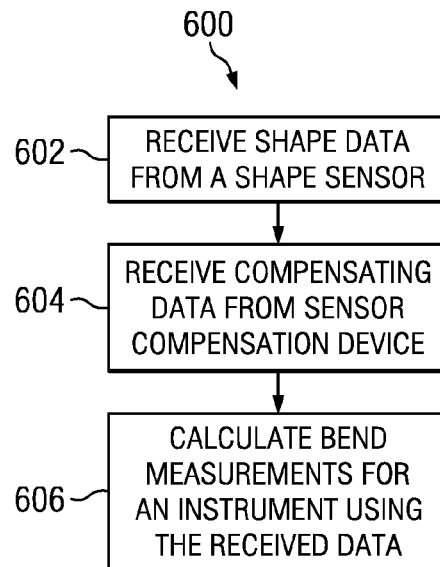 600
602
RECEIVE SHAPE DATA
FROM A SHAPE SENSOR
604
RECEIVE COMPENSATING
DATA FROM SENSOR
COMPENSATION DEVICE
606
CALCULATE BEND
MEASUREMENTS FOR
AN INSTRUMENT USING
THE RECEIVED DATA